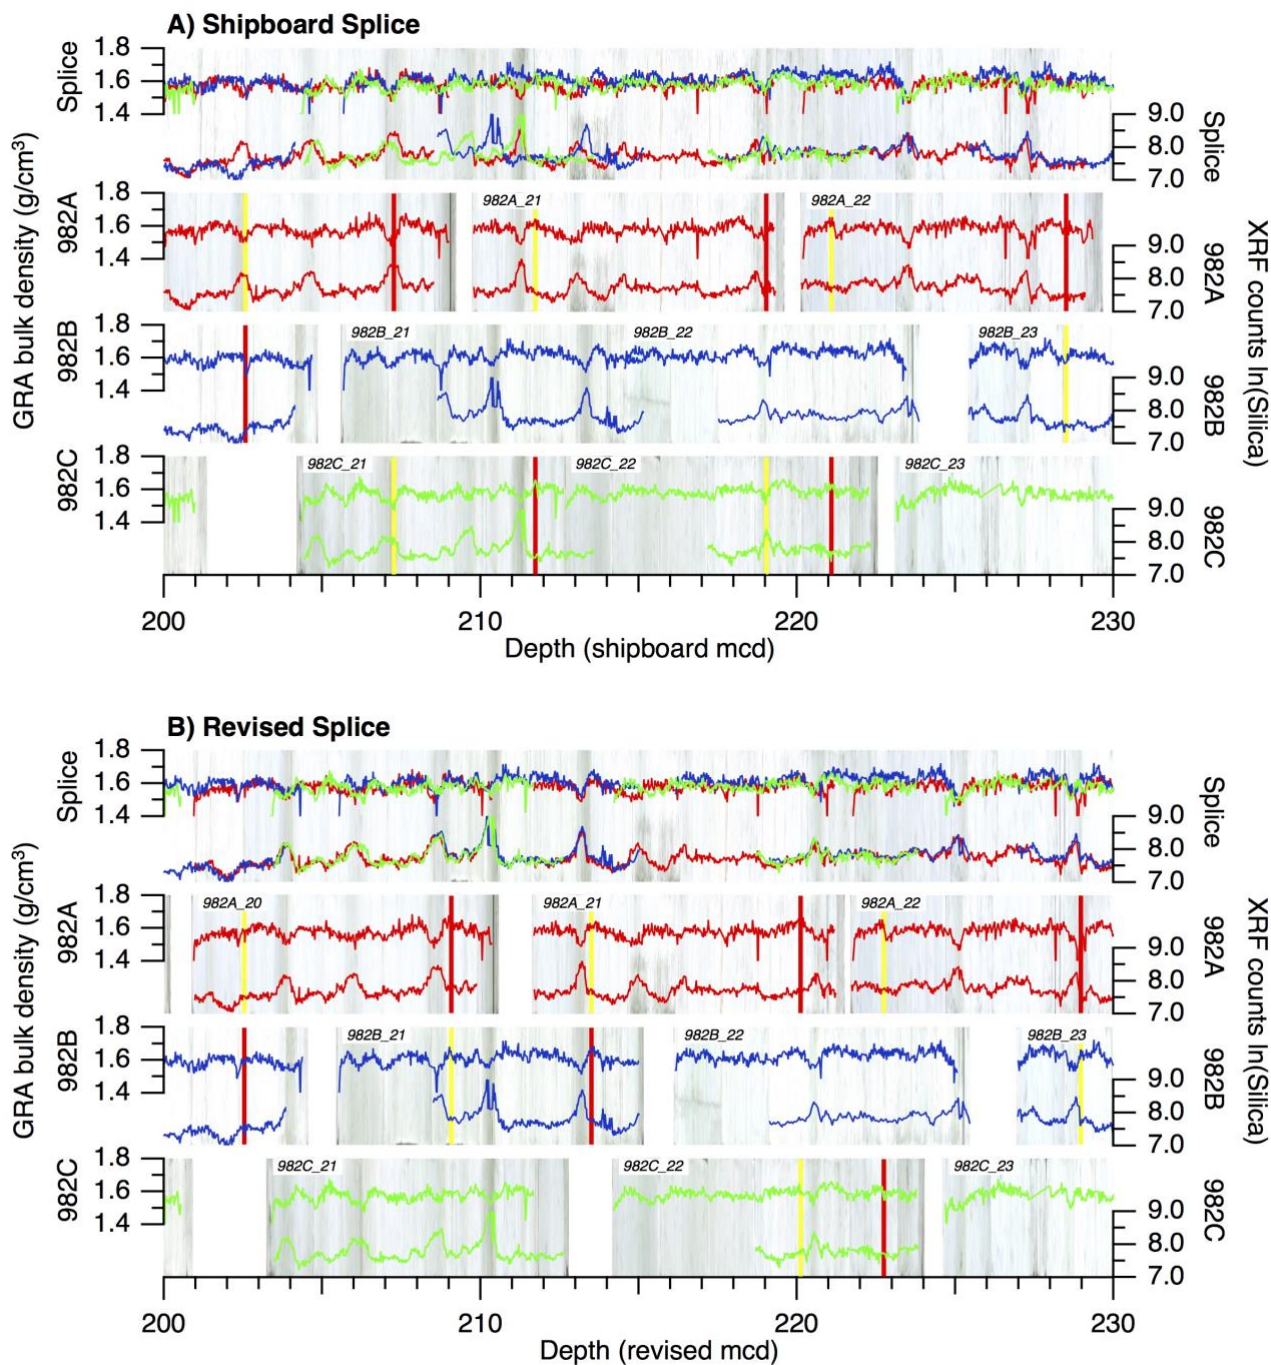 A) Shipboard Splice
Splice
1.8
1.6
1.4
9.0
8.0
7.0
Splice
GRA bulk density (g/cm³)
XRF counts ln(Silica)
982A
1.8
1.6
1.4
982A_21
982A_22
9.0
8.0
7.0
982A
982B
1.8
1.6
1.4
982B_21
982B_22
982B_23
9.0
8.0
7.0
982B
982C
1.8
1.6
1.4
982C_21
982C_22
982C_23
9.0
8.0
7.0
982C
200
210
220
230
Depth (shipboard mcd)
B) Revised Splice
Splice
1.8
1.6
1.4
9.0
8.0
7.0
Splice
GRA bulk density (g/cm³)
XRF counts ln(Silica)
982A
1.8
1.6
1.4
982A_20
982A_21
982A_22
9.0
8.0
7.0
982A
982B
1.8
1.6
1.4
982B_21
982B_22
982B_23
9.0
8.0
7.0
982B
982C
1.8
1.6
1.4
982C_21
982C_22
982C_23
9.0
8.0
7.0
982C
200
210
220
230
Depth (revised mcd)